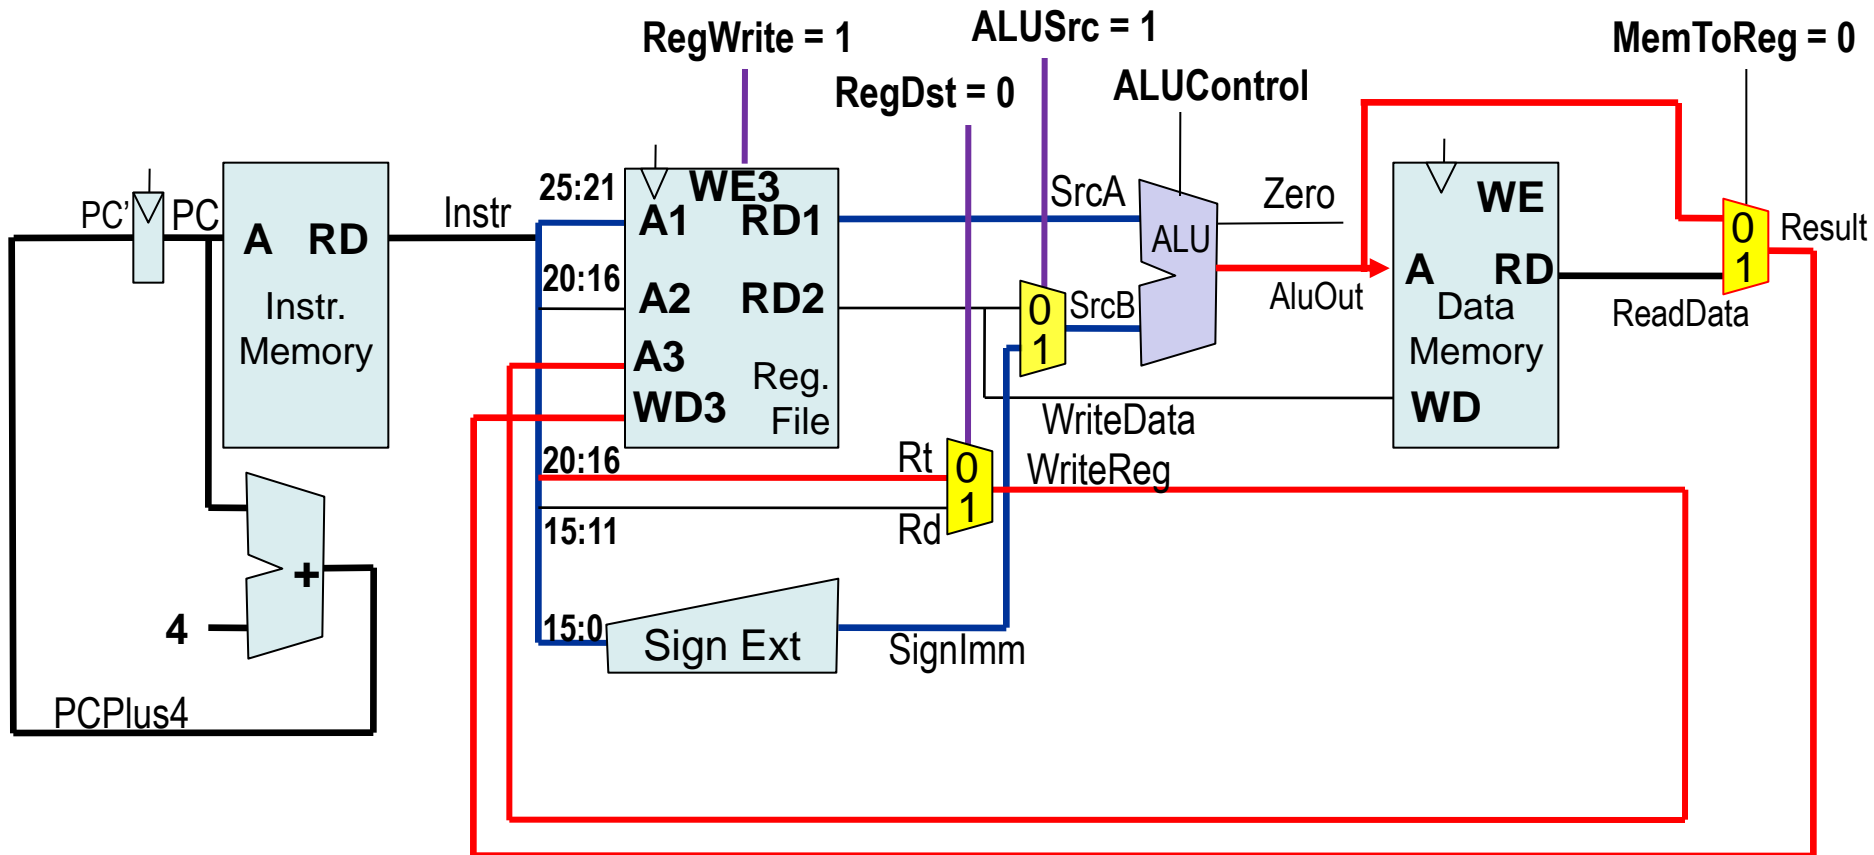 RegWrite = 1
ALUSrc = 1
MemToReg = 0
RegDst = 0
ALUControl
PC'
PC
A RD
Instr.
Memory
Instr
25:21
20:16
WE3
A1 RD1
A2 RD2
A3
WD3
Reg.
File
SrcA
0
1
SrcB
ALU
Zero
AluOut
WE
A RD
Data
Memory
WD
ReadData
0
1
Result
WriteData
WriteReg
20:16
Rt
0
1
Rd
15:11
+
4
15:0
Sign Ext
SignImm
PCPlus4